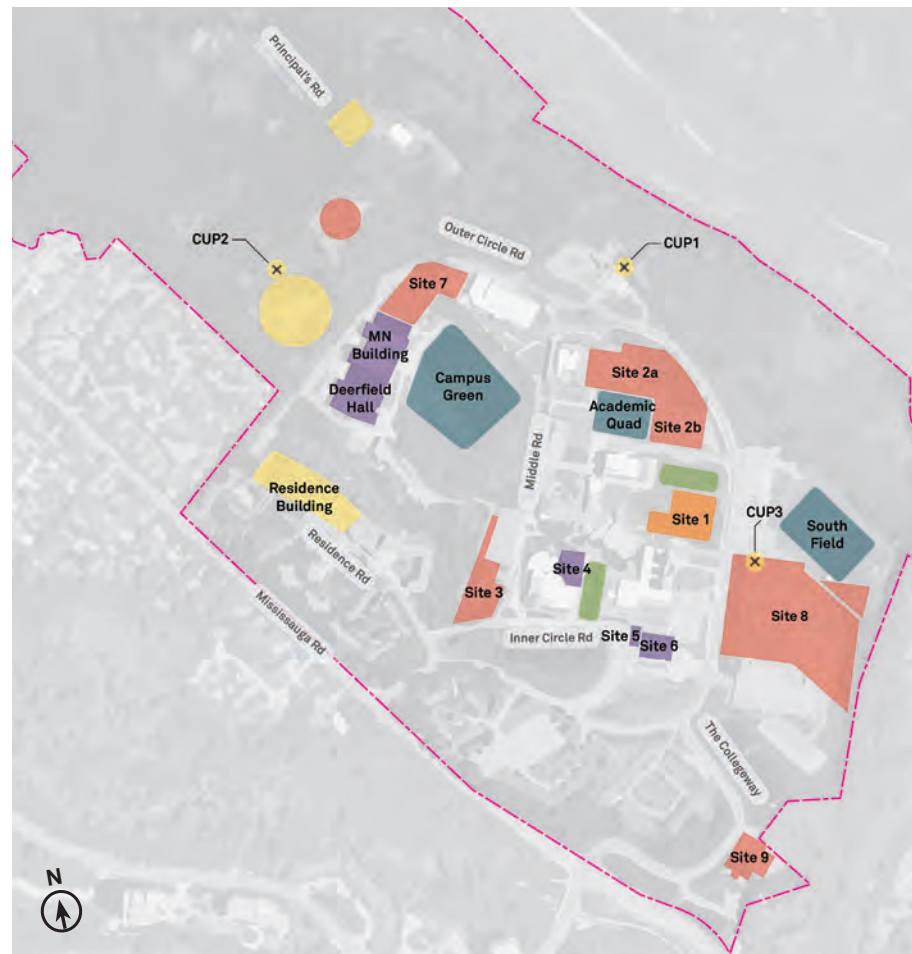 Principal's Rd
CUP2
Outer Circle Rd
CUP1
Site 7
MN
Building
Deerfield
Hall
Campus
Green
Site 2a
Academic
Quad
Site 2b
Middle Rd
Residence
Building
Site 1
CUP3
South
Field
Residence Rd
Site 4
Site 3
Mississauga Rd
Inner Circle Rd
Site 5
Site 6
Site 8
The Collegeway
Site 9
N